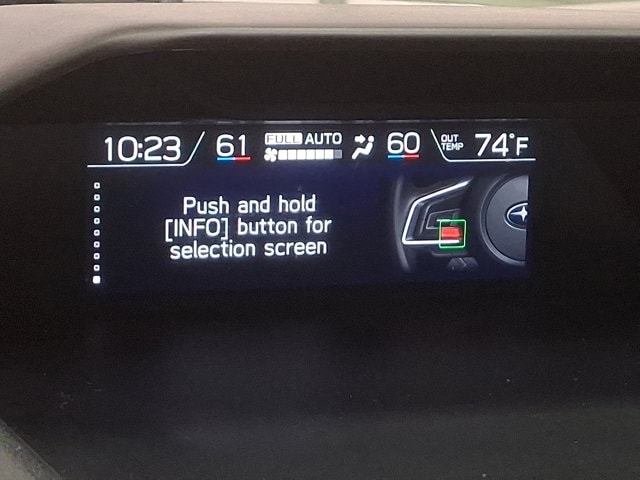 10:23 61 FULL AUTO 60 OUT TEMP 74°F
Push and hold
[INFO] button for
selection screen